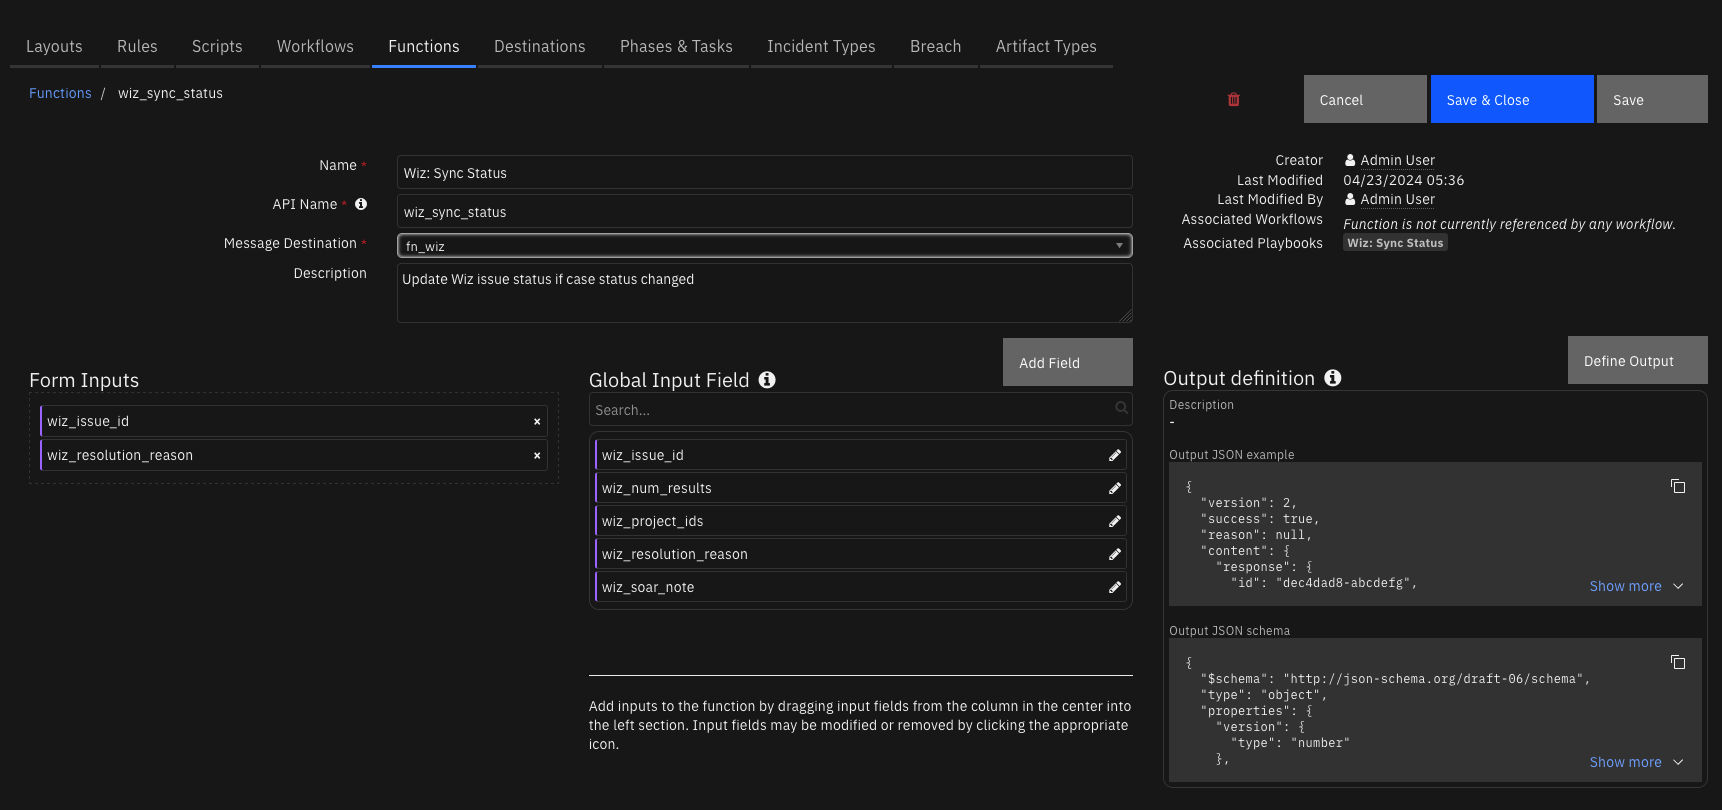 Layouts
Rules
Scripts
Workflows
Functions
Destinations
Phases & Tasks
Incident Types
Breach
Artifact Types
Functions / wiz_sync_status
Cancel
Save & Close
Save
Name *
Wiz: Sync Status
API Name *
wiz_sync_status
Message Destination *
fn_wiz
Description
Update Wiz issue status if case status changed
Creator
Admin User
Last Modified
04/23/2024 05:36
Last Modified By
Admin User
Associated Workflows
Function is not currently referenced by any workflow.
Associated Playbooks
Wiz: Sync Status
Form Inputs
wiz_issue_id ×
wiz_resolution_reason ×
Add Field
Global Input Field
Search...
wiz_issue_id
wiz_num_results
wiz_project_ids
wiz_resolution_reason
wiz_soar_note
Add inputs to the function by dragging input fields from the column in the center into
the left section. Input fields may be modified or removed by clicking the appropriate
icon.
Define Output
Output definition
Description
-
Output JSON example
{
"version": 2,
"success": true,
"reason": null,
"content": {
"response": {
"id": "dec4dad8-abcdefg",
Show more
Output JSON schema
{
"$schema": "http://json-schema.org/draft-06/schema",
"type": "object",
"properties": {
"version": {
"type": "number"
},
Show more